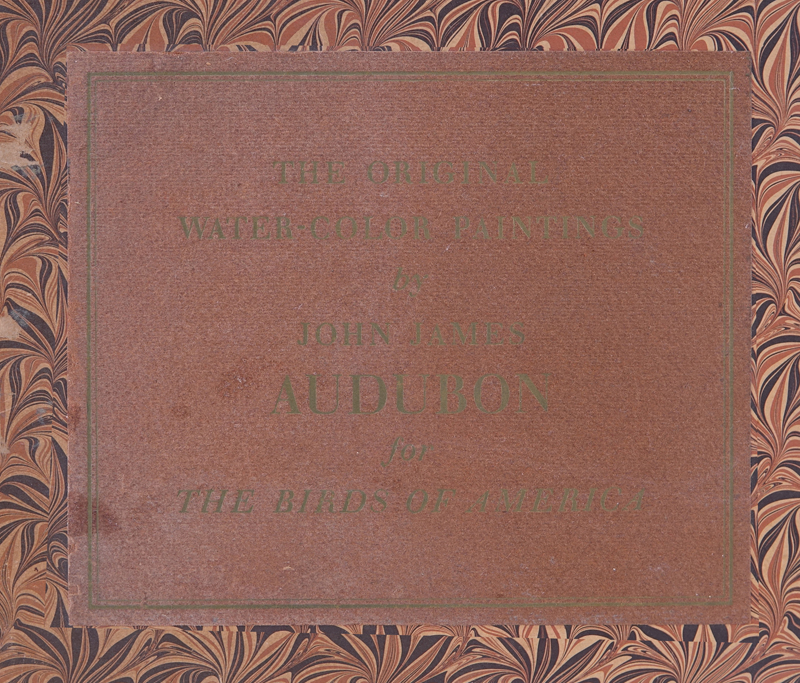 THE ORIGINAL
WATER-COLOR PAINTINGS
by
JOHN JAMES
AUDUBON
for
THE BIRDS OF AMERICA